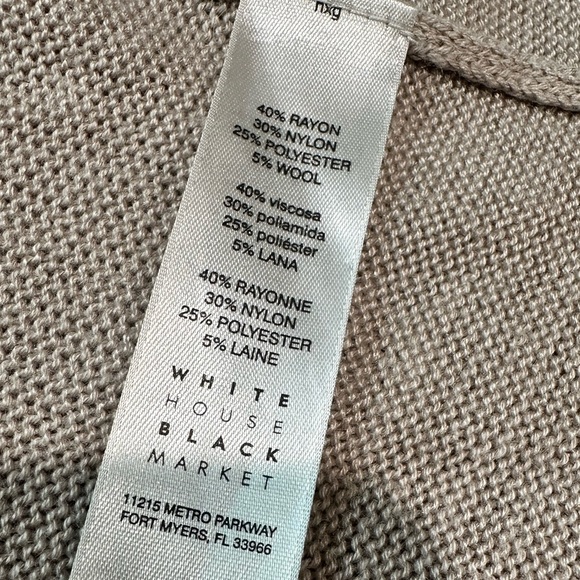 nxg
40% RAYON
30% NYLON
25% POLYESTER
5% WOOL
40% viscosa
30% poliamida
25% poliéster
5% LANA
40% RAYONNE
30% NYLON
25% POLYESTER
5% LAINE
WHITE
HOUSE
BLACK
MARKET
11215 METRO PARKWAY
FORT MYERS, FL 33966